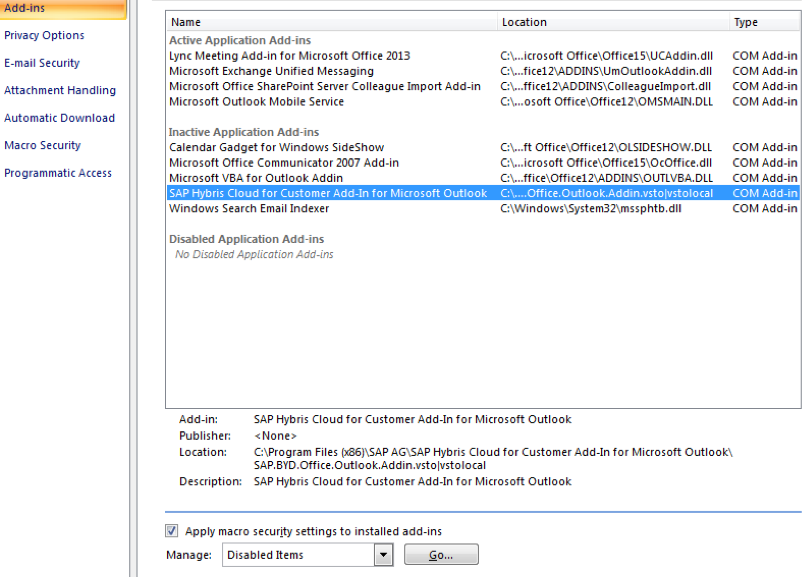 Add-ins
Privacy Options
E-mail Security
Attachment Handling
Automatic Download
Macro Security
Programmatic Access
Name Location Type
Active Application Add-ins
Lync Meeting Add-in for Microsoft Office 2013 C:\...icrosoft Office\Office15\UCAddin.dll COM Add-in
Microsoft Exchange Unified Messaging C:\...ffice12\ADDINS\UmOutlookAddin.dll COM Add-in
Microsoft Office SharePoint Server Colleague Import Add-in C:\...ffice12\ADDINS\ColleagueImport.dll COM Add-in
Microsoft Outlook Mobile Service C:\...osoft Office\Office12\OMSMAIN.DLL COM Add-in
Inactive Application Add-ins
Calendar Gadget for Windows SideShow C:\...ft Office\Office12\OLSIDESHOW.DLL COM Add-in
Microsoft Office Communicator 2007 Add-in C:\...icrosoft Office\Office15\OcOffice.dll COM Add-in
Microsoft VBA for Outlook Addin C:\...ffice\Office12\ADDINS\OUTLVBA.DLL COM Add-in
SAP Hybris Cloud for Customer Add-In for Microsoft Outlook C:\....Office.Outlook.Addin.vsto|vstolocal COM Add-in
Windows Search Email Indexer C:\Windows\System32\mssphtb.dll COM Add-in
Disabled Application Add-ins
No Disabled Application Add-ins
Add-in: SAP Hybris Cloud for Customer Add-In for Microsoft Outlook
Publisher: <None>
Location: C:\Program Files (x86)\SAP AG\SAP Hybris Cloud for Customer Add-In for Microsoft Outlook\
SAP.BYD.Office.Outlook.Addin.vsto|vstolocal
Description: SAP Hybris Cloud for Customer Add-In for Microsoft Outlook
Apply macro security settings to installed add-ins
Manage: Disabled Items Go...